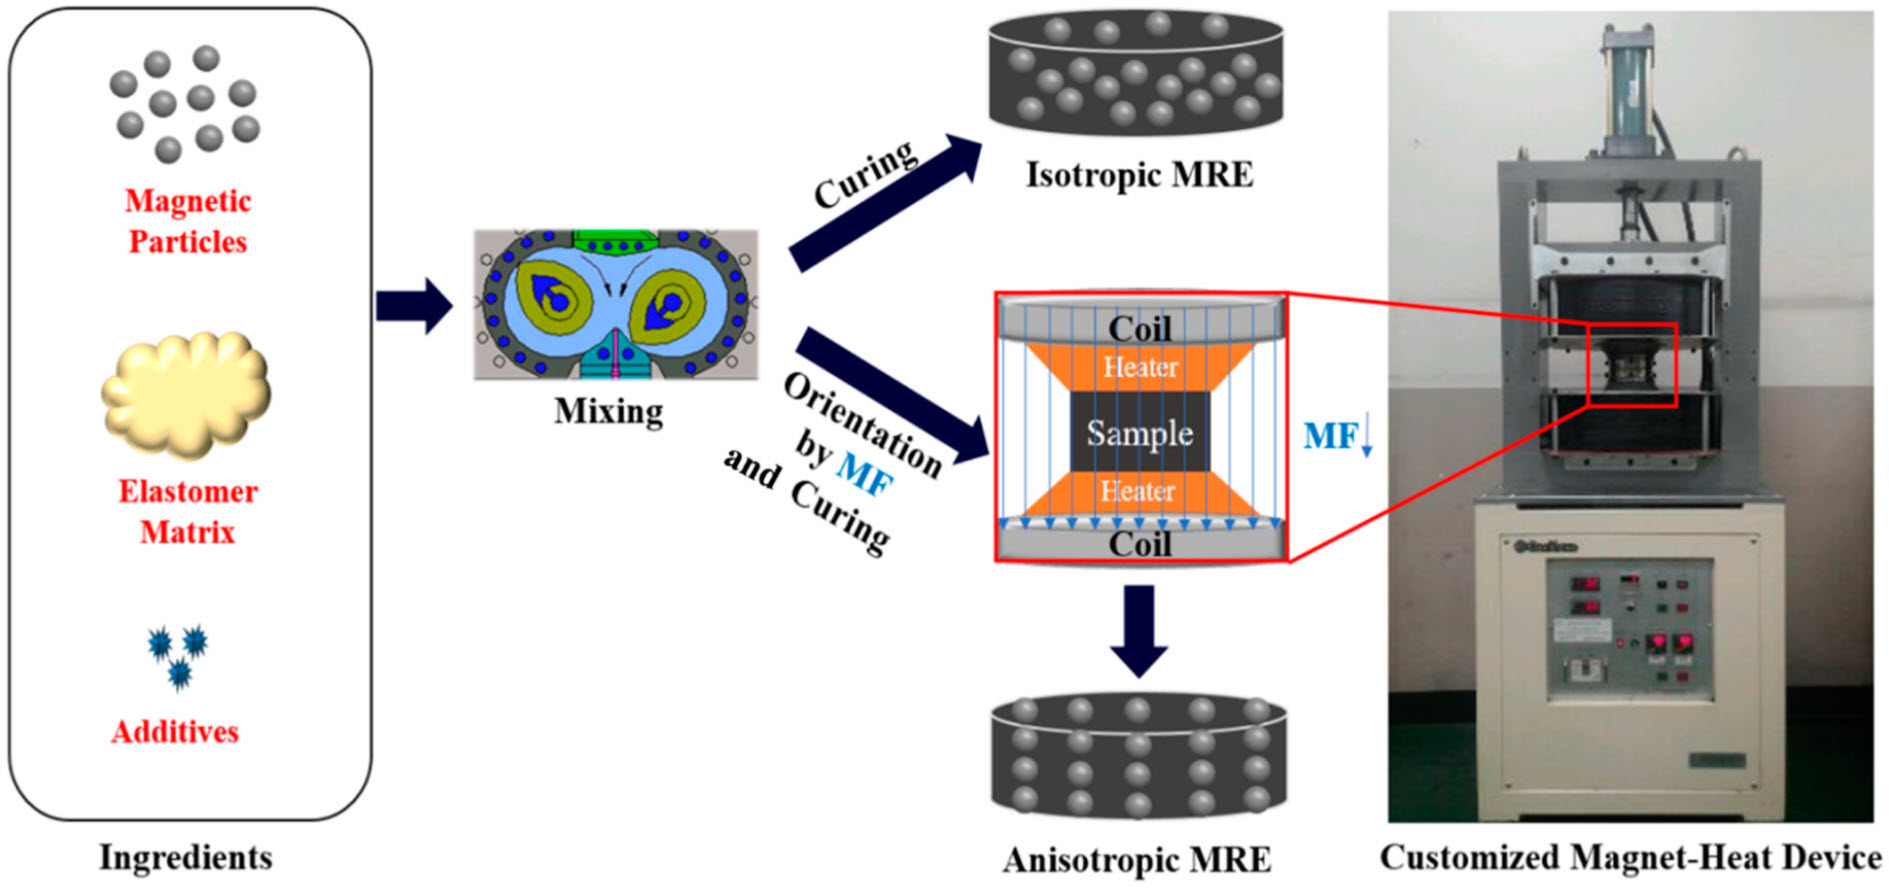 Magnetic
Particles
Elastomer
Matrix
Additives
Ingredients
Mixing
Curing
Orientation
by MF
and Curing
Isotropic MRE
Coil
Heater
Sample
Heater
Coil
MF↓
Anisotropic MRE
Customized Magnet-Heat Device